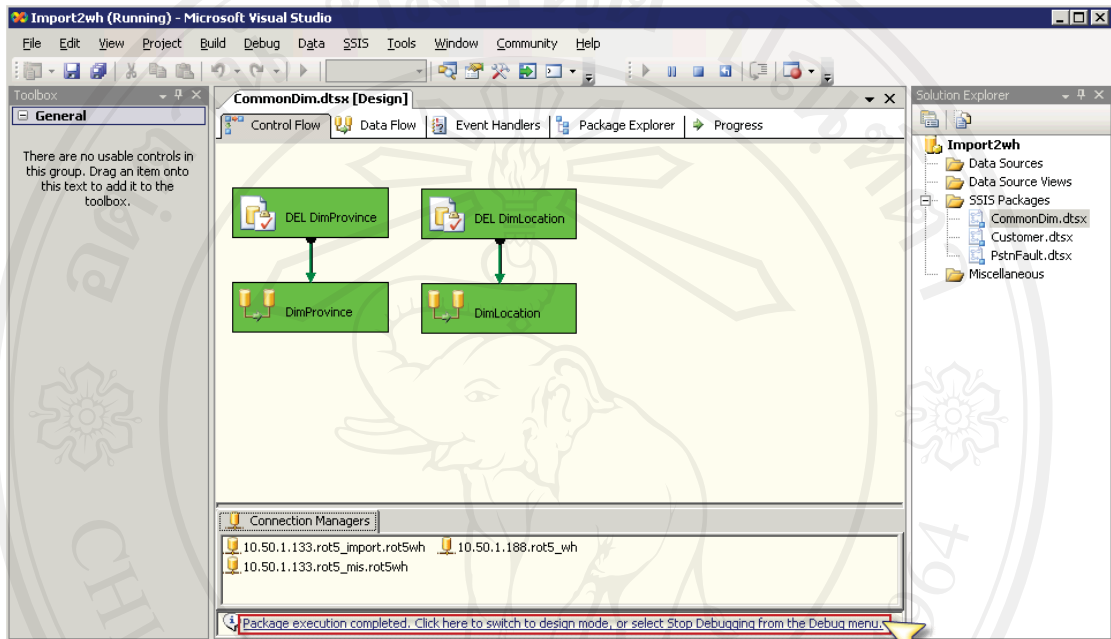 Import2wh (Running) - Microsoft Visual Studio
File Edit View Project Build Debug Data SSIS Tools Window Community Help
Toolbox
General
There are no usable controls in
this group. Drag an item onto
this text to add it to the
toolbox.
CommonDim.dtsx [Design]
Control Flow Data Flow Event Handlers Package Explorer Progress
DEL DimProvince
DEL DimLocation
DimProvince
DimLocation
Connection Managers
10.50.1.133.rot5_import.rot5wh 10.50.1.188.rot5_wh
10.50.1.133.rot5_mis.rot5wh
Package execution completed. Click here to switch to design mode, or select Stop Debugging from the Debug menu.
Solution Explorer
Import2wh
Data Sources
Data Source Views
SSIS Packages
CommonDim.dtsx
Customer.dtsx
PstnFault.dtsx
Miscellaneous
964